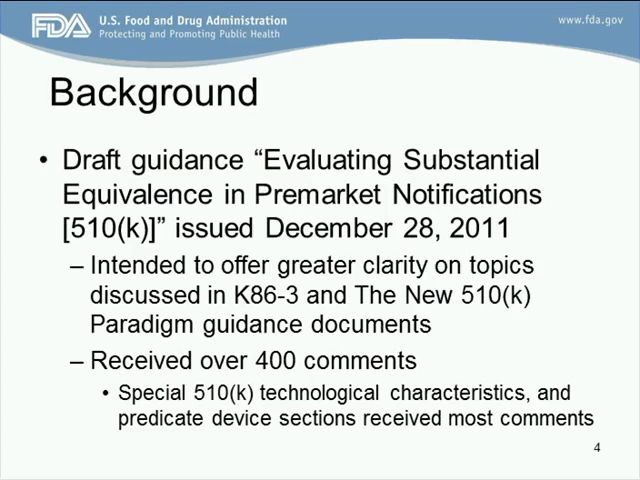 FDA U.S. Food and Drug Administration
Protecting and Promoting Public Health
www.fda.gov
Background
• Draft guidance “Evaluating Substantial
Equivalence in Premarket Notifications
[510(k)]” issued December 28, 2011
– Intended to offer greater clarity on topics
discussed in K86-3 and The New 510(k)
Paradigm guidance documents
– Received over 400 comments
• Special 510(k) technological characteristics, and
predicate device sections received most comments
4